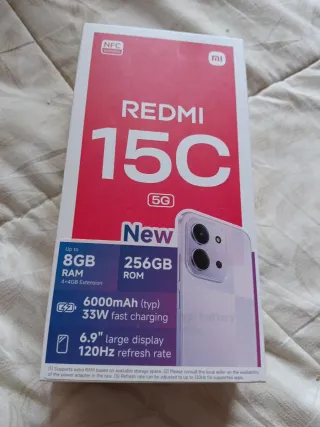 NFC
mi
REDMI
15C
5G
New
Up to
8GB 256GB
RAM ROM
4+4GB Extension
6000mAh (typ)
33W fast charging
6.9" large display
120Hz refresh rate